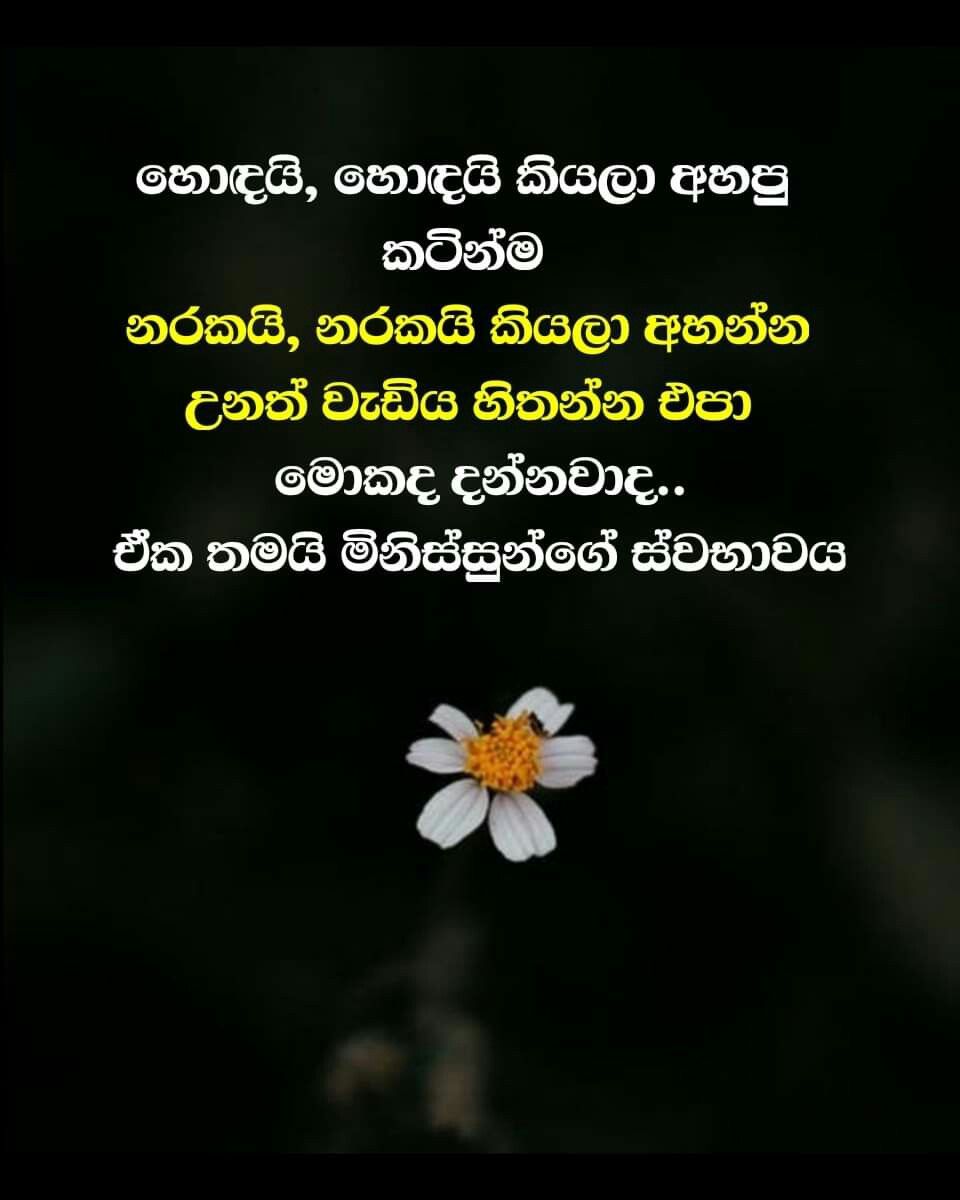 හොඳයි, හොඳයි කියලා අහපු
කටින්ම
නරකයි, නරකයි කියලා අහන්න
උනත් වැඩිය හිතන්න එපා
මොකද දන්නවාද..
ඒක තමයි මිනිස්සුන්ගේ ස්වභාවය